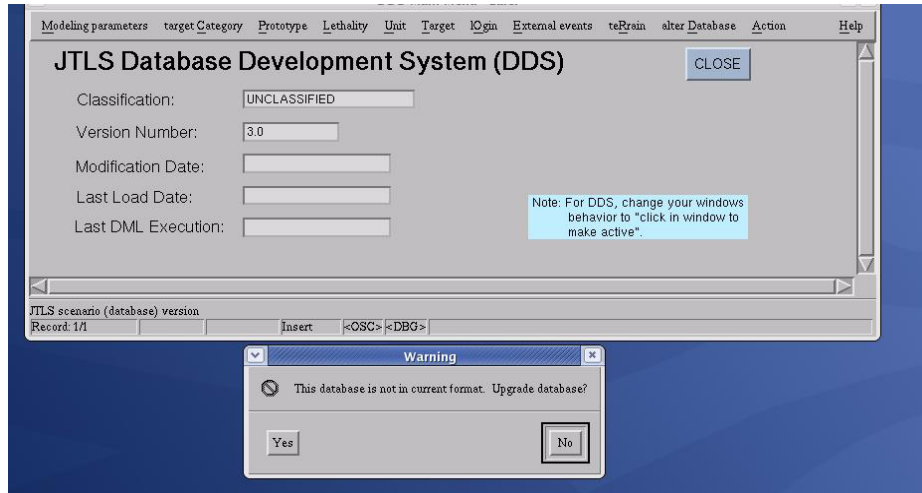 Modeling parameters target Category Prototype Lethality Unit Target lOgin External events teRrain alter Database Action Help
JTLS Database Development System (DDS)
CLOSE
Classification: UNCLASSIFIED
Version Number: 3.0
Modification Date:
Last Load Date:
Last DML Execution:
Note: For DDS, change your windows
behavior to "click in window to
make active".
JTLS scenario (database) version
Record: 1/1 Insert <OSC> <DBG>
Warning
This database is not in current format. Upgrade database?
Yes No